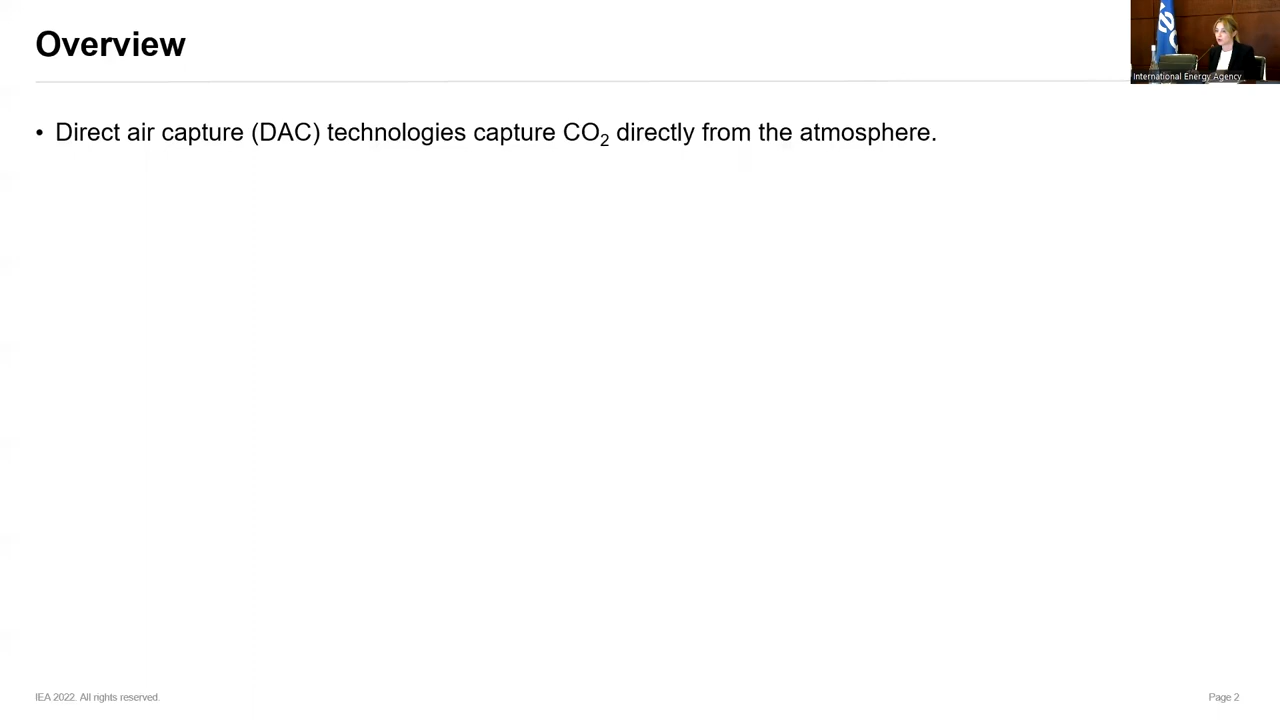 Overview
International Energy Agency
• Direct air capture (DAC) technologies capture CO₂ directly from the atmosphere.
IEA 2022. All rights reserved.
Page 2